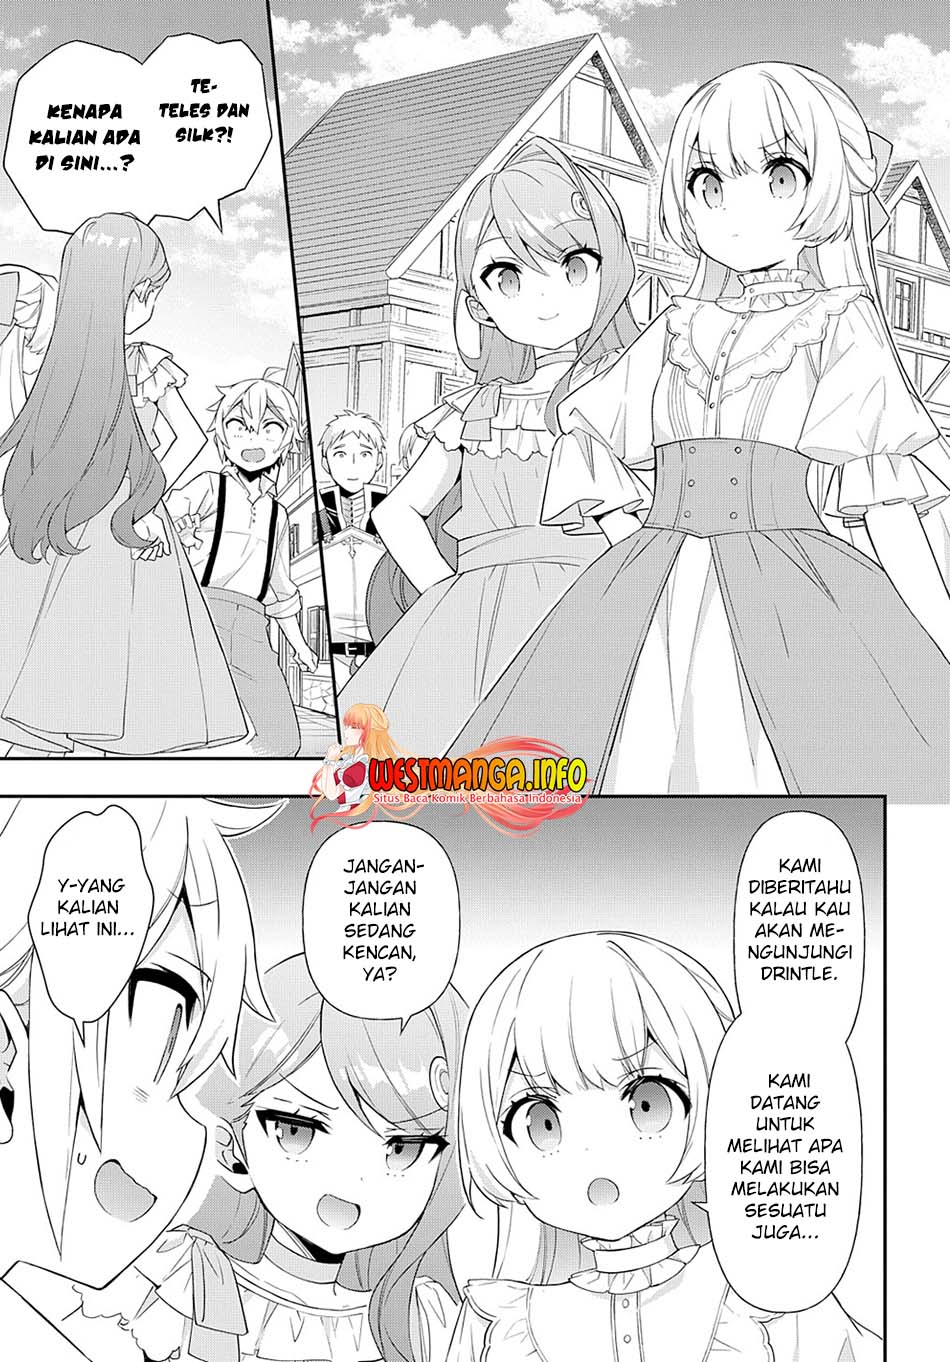 TE-
TELES DAN
SILK?!
KENAPA
KALIAN ADA
DI SINI...?
WESTMANGA.INFO
Situs Baca Komik Berbahasa Indonesia
KAMI
DIBERITAHU
KALAU KAU
AKAN ME-
NGUNJUNGI
DRINTLE.
KAMI
DATANG
UNTUK
MELIHAT APA
KAMI BISA
MELAKUKAN
SESUATU
JUGA...
JANGAN-
JANGAN
KALIAN
SEDANG
KENCAN,
YA?
Y-YANG
KALIAN
LIHAT INI...